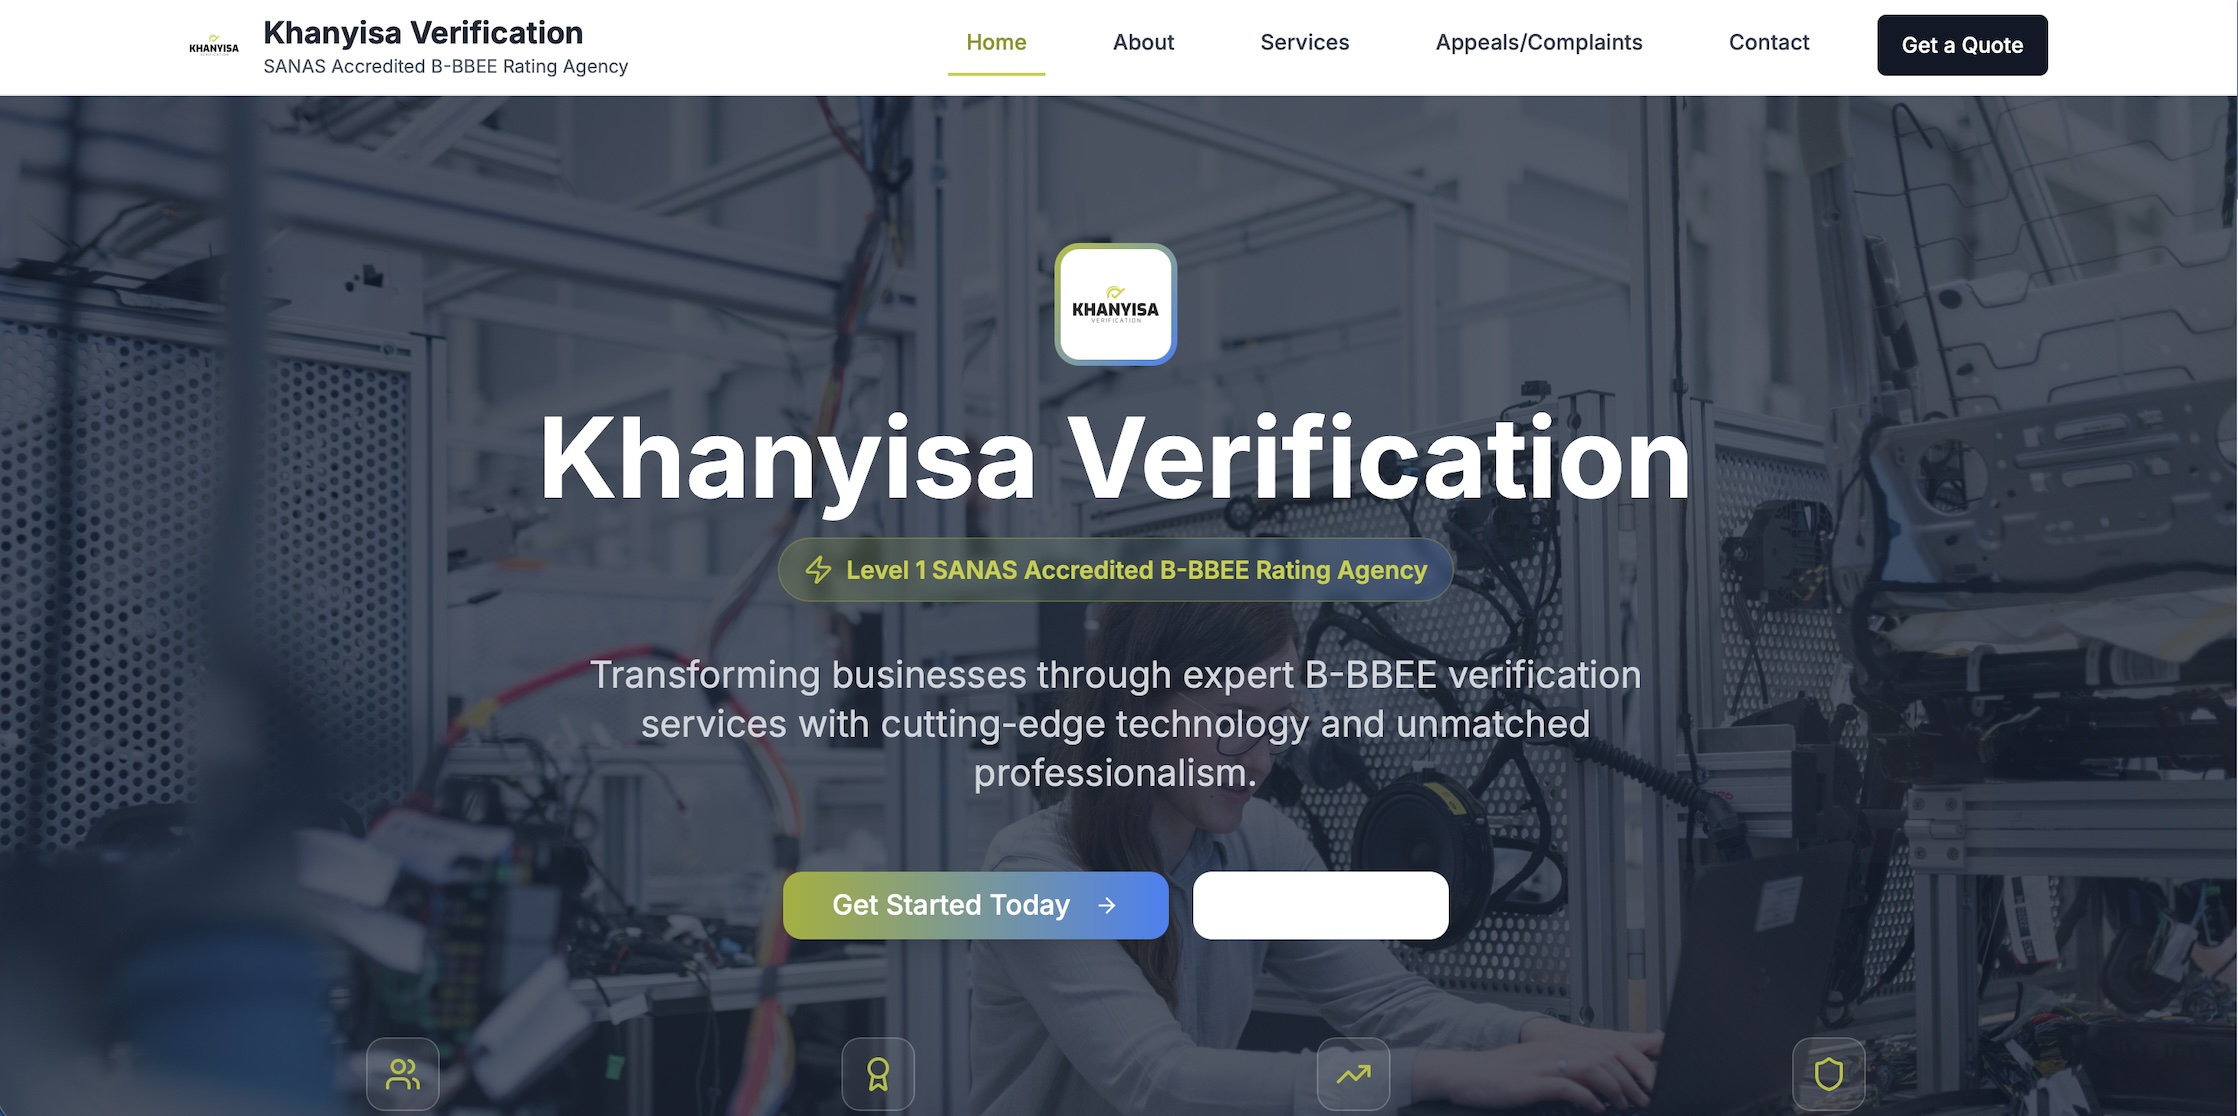 KHANYISA
Khanyisa Verification
SANAS Accredited B-BBEE Rating Agency
Home
About
Services
Appeals/Complaints
Contact
Get a Quote
KHANYISA
VERIFICATION
Khanyisa Verification
Level 1 SANAS Accredited B-BBEE Rating Agency
Transforming businesses through expert B-BBEE verification
services with cutting-edge technology and unmatched
professionalism.
Get Started Today